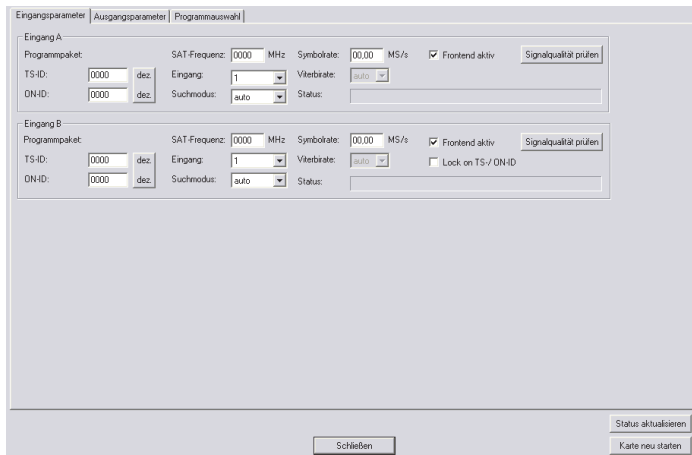 Eingangsparameter Ausgangsparameter Programmauswahl
Eingang A
Programmpaket: SAT-Frequenz: 0000 MHz Symbolrate: 00,00 MS/s Frontend aktiv Signalqualität prüfen
TS-ID: 0000 dez. Eingang: 1 Viterbirate: auto
ON-ID: 0000 dez. Suchmodus: auto Status:
Eingang B
Programmpaket: SAT-Frequenz: 0000 MHz Symbolrate: 00,00 MS/s Frontend aktiv Signalqualität prüfen
TS-ID: 0000 dez. Eingang: 1 Viterbirate: auto Lock on TS-/ ON-ID
ON-ID: 0000 dez. Suchmodus: auto Status:
Status aktualisieren
Schließen Karte neu starten